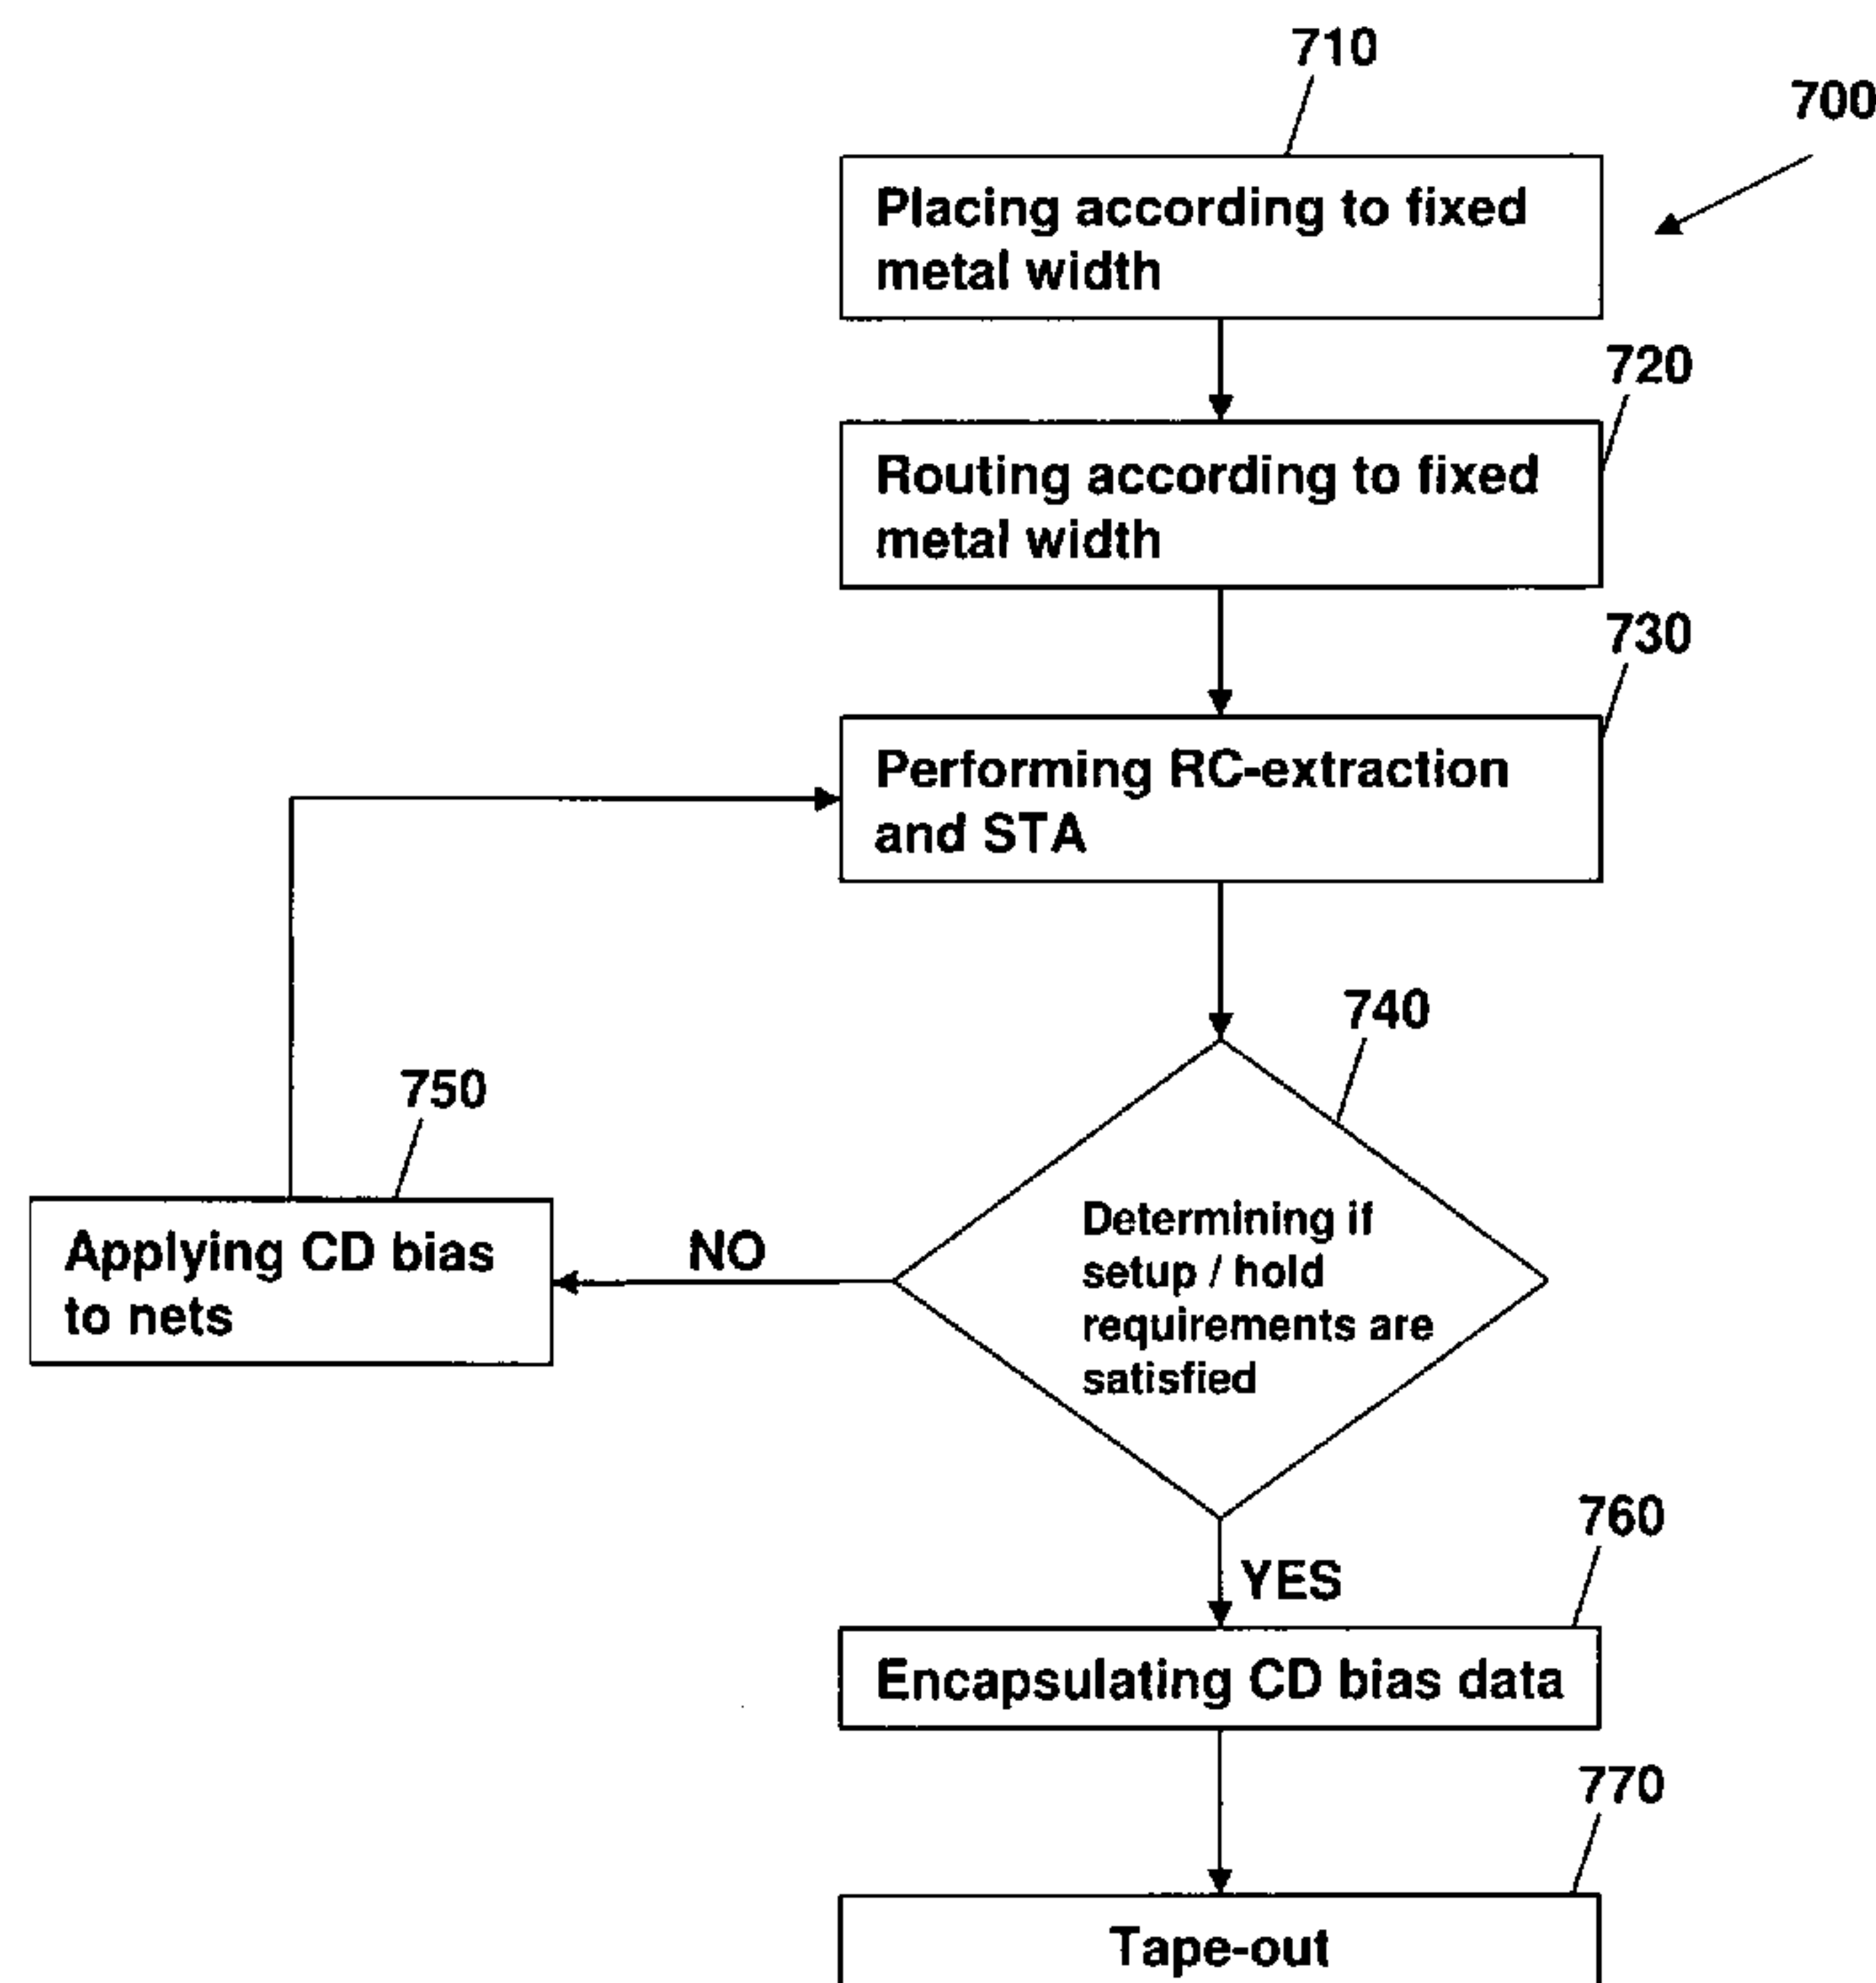 710
700
Placing according to fixed
metal width
720
Routing according to fixed
metal width
730
Performing RC-extraction
and STA
740
750
Applying CD bias
to nets
NO
Determining if
setup / hold
requirements are
satisfied
760
YES
Encapsulating CD bias data
770
Tape-out